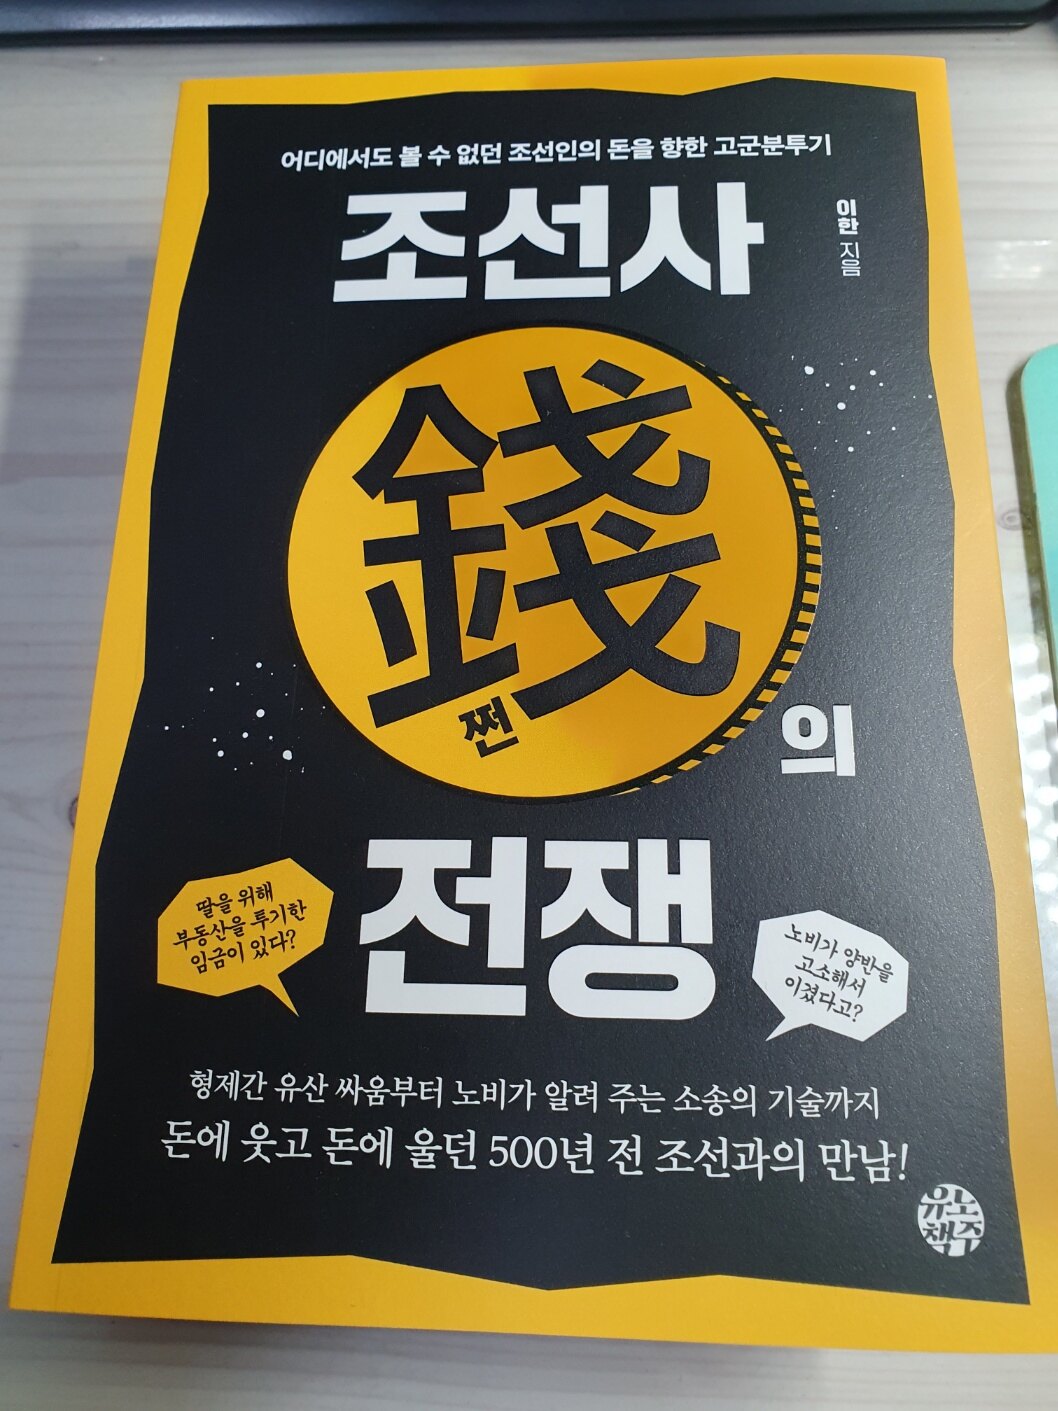 어디에서도 볼 수 없던 조선인의 돈을 향한 고군분투기
조선사
이한 지음
錢
쩐
의
전쟁
딸을 위해
부동산을 투기한
임금이 있다?
노비가 양반을
고소해서
이겼다고?
형제간 유산 싸움부터 노비가 알려 주는 소송의 기술까지
돈에 웃고 돈에 울던 500년 전 조선과의 만남!
유노
책주